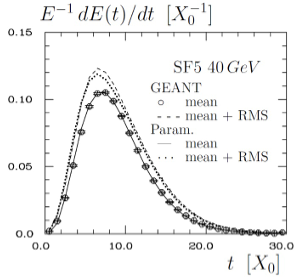 E⁻¹ dE(t)/dt [X₀⁻¹]
0.15
SF5 40 GeV
GEANT
mean
0.10
mean + RMS
Param.
mean
mean + RMS
0.05
0.0
0.0 10.0 20.0 30.0
t [X₀]